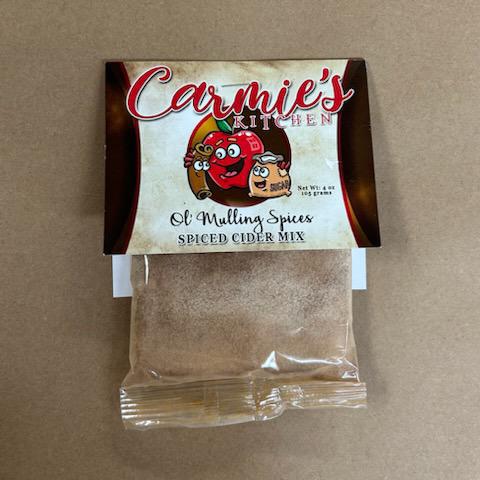 Carmie's
KITCHEN
SUGAR
Net Wt: 4 oz
105 grams
Ol' Mulling Spices
SPICED CIDER MIX